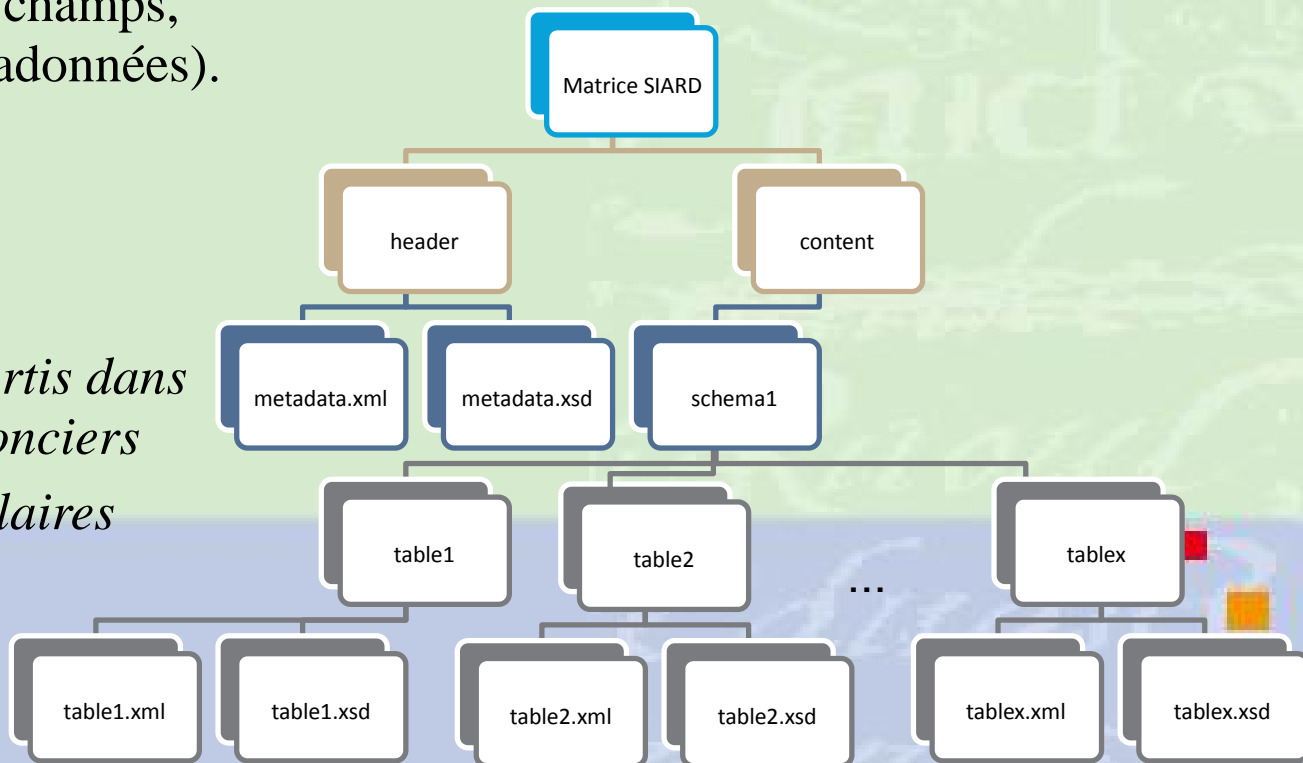 champs,
adonnées).
Matrice SIARD
header
content
rtis dans
onciers
laires
metadata.xml
metadata.xsd
schema1
table1
table2
...
tablex
table1.xml
table1.xsd
table2.xml
table2.xsd
tablex.xml
tablex.xsd